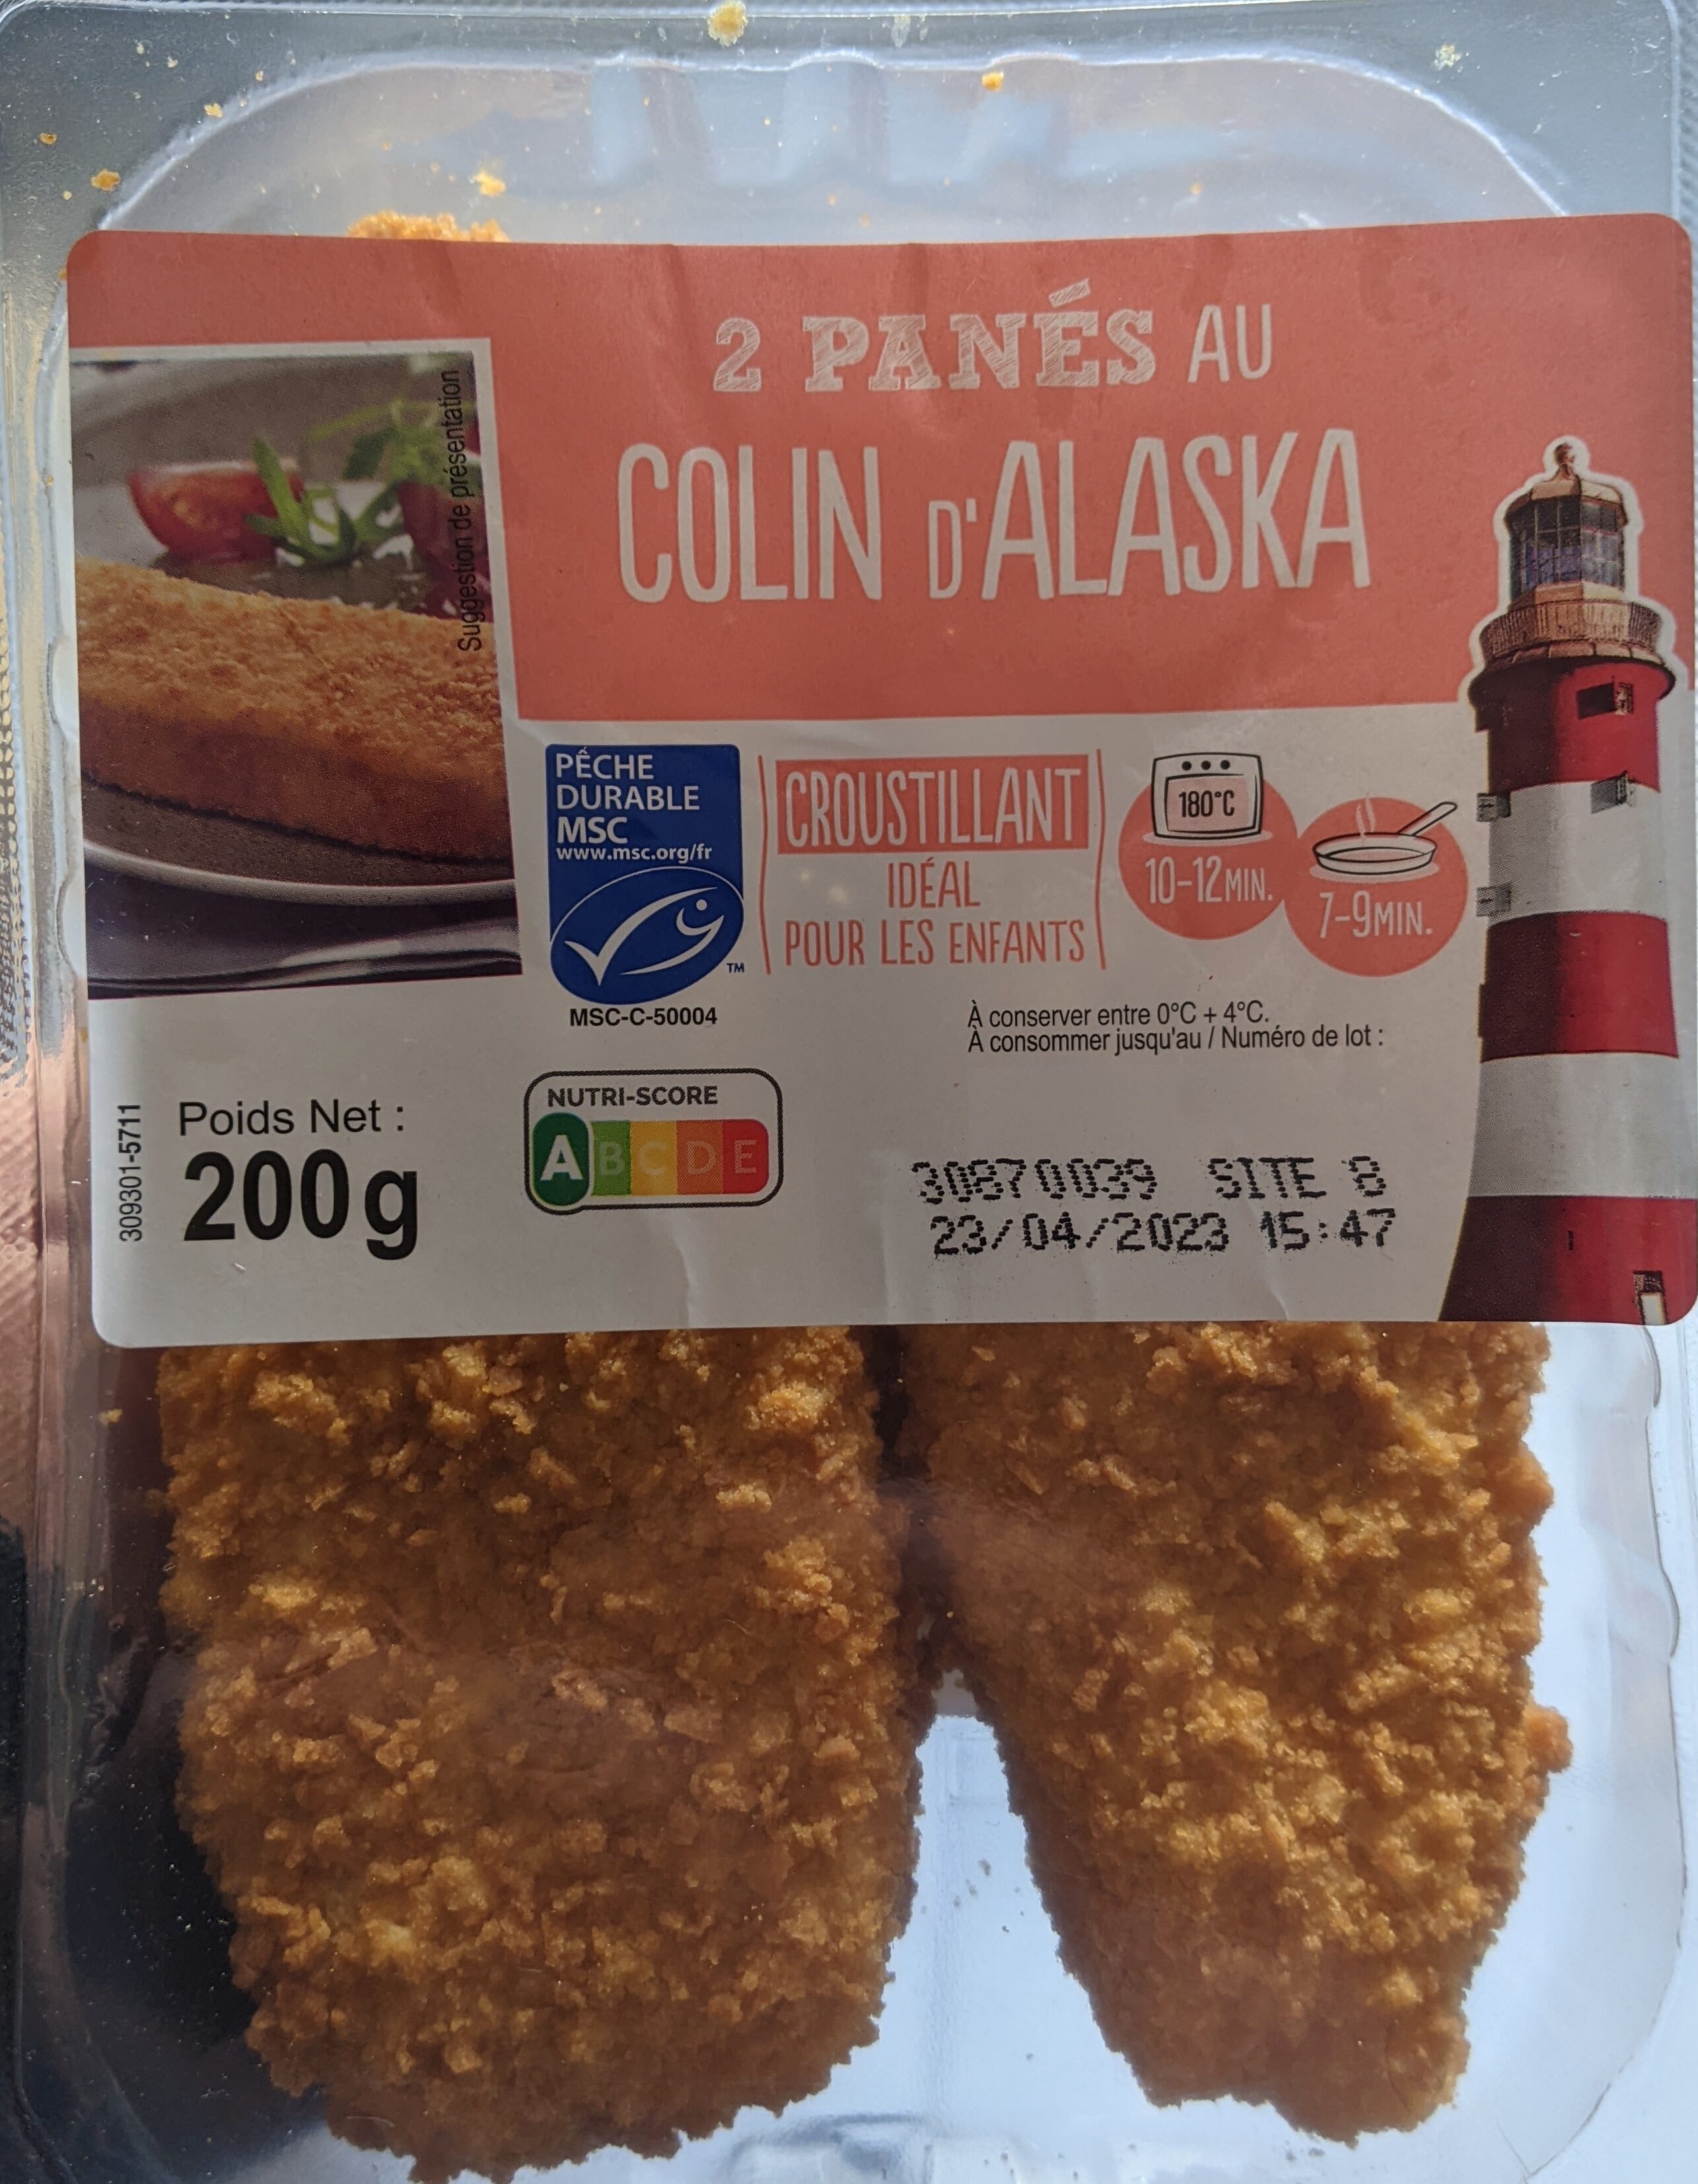 2 PANÉS AU
COLIN D'ALASKA
Suggestion de présentation
PÊCHE
DURABLE
MSC
www.msc.org/fr
TM
MSC-C-50004
CROUSTILLANT
IDÉAL
POUR LES ENFANTS
180°C
10-12MIN.
7-9MIN.
À conserver entre 0°C + 4°C.
À consommer jusqu'au / Numéro de lot :
309301-5711
Poids Net :
200g
NUTRI-SCORE
A B C D E
30870039 SITE 8
23/04/2023 15:47